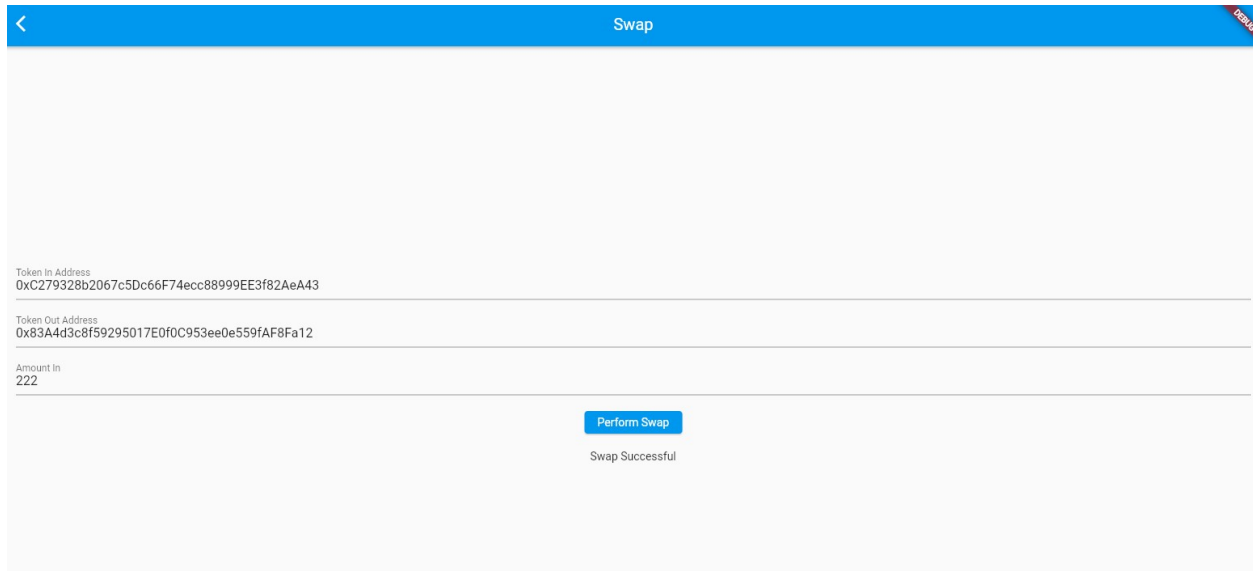 Swap
DEBUG
Token In Address
0xC279328b2067c5Dc66F74ecc88999EE3f82AeA43
Token Out Address
0x83A4d3c8f59295017E0f0C953ee0e559fAF8Fa12
Amount In
222
Perform Swap
Swap Successful